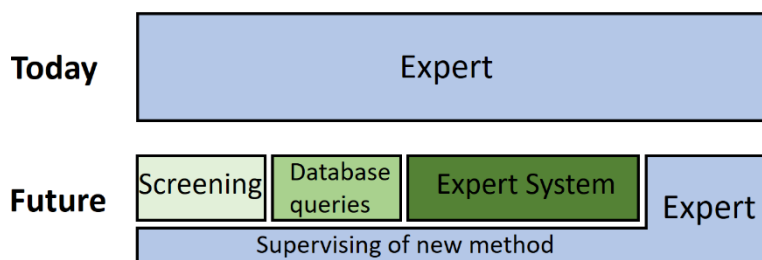 Today
Expert
Screening
Database
queries
Expert System
Future
Expert
Supervising of new method